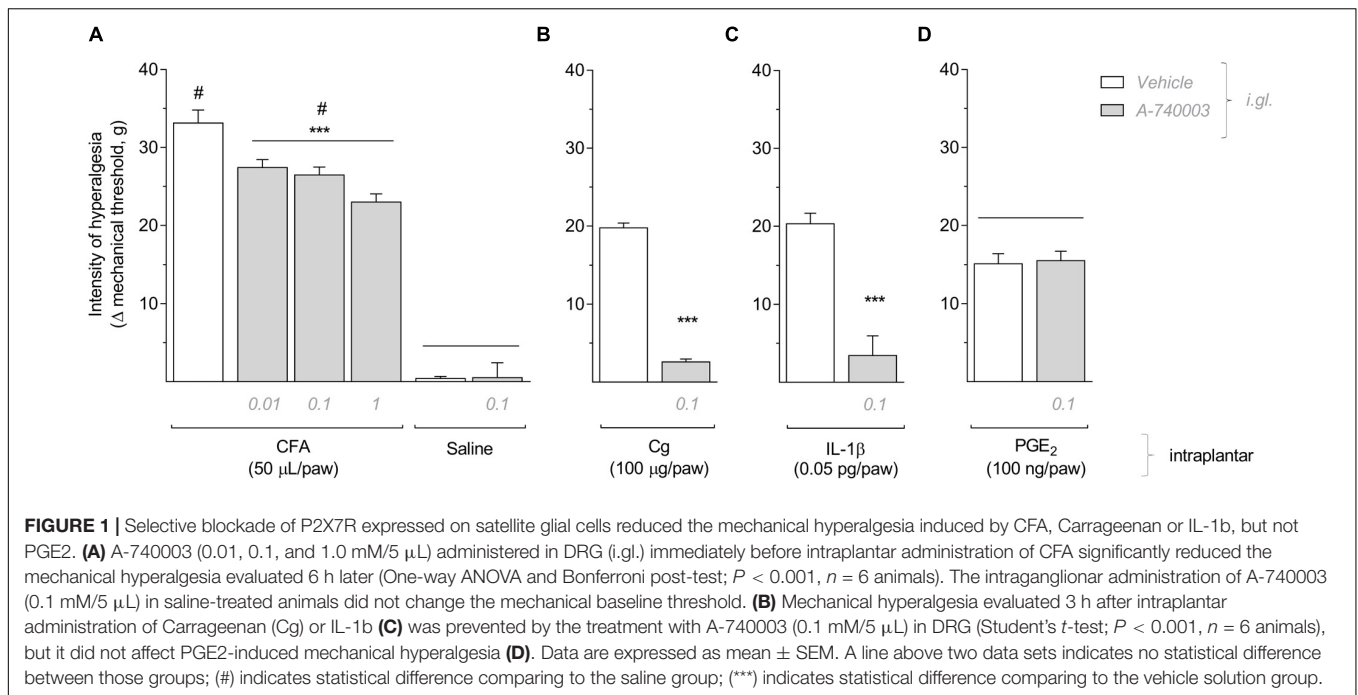 A
B
C
D
40
30
20
10
Intensity of hyperalgesia
(Δ mechanical threshold, g)
#
#
***
0.01
0.1
1
0.1
CFA
(50 μL/paw)
Saline
40
30
20
10
***
0.1
Cg
(100 μg/paw)
40
30
20
10
***
0.1
IL-1β
(0.05 pg/paw)
40
30
20
10
0.1
PGE₂
(100 ng/paw)
Vehicle
A-740003
i.gl.
intraplantar
FIGURE 1 | Selective blockade of P2X7R expressed on satellite glial cells reduced the mechanical hyperalgesia induced by CFA, Carrageenan or IL-1b, but not
PGE2. (A) A-740003 (0.01, 0.1, and 1.0 mM/5 μL) administered in DRG (i.gl.) immediately before intraplantar administration of CFA significantly reduced the
mechanical hyperalgesia evaluated 6 h later (One-way ANOVA and Bonferroni post-test; P < 0.001, n = 6 animals). The intraganglionar administration of A-740003
(0.1 mM/5 μL) in saline-treated animals did not change the mechanical baseline threshold. (B) Mechanical hyperalgesia evaluated 3 h after intraplantar
administration of Carrageenan (Cg) or IL-1b (C) was prevented by the treatment with A-740003 (0.1 mM/5 μL) in DRG (Student's t-test; P < 0.001, n = 6 animals),
but it did not affect PGE2-induced mechanical hyperalgesia (D). Data are expressed as mean ± SEM. A line above two data sets indicates no statistical difference
between those groups; (#) indicates statistical difference comparing to the saline group; (***) indicates statistical difference comparing to the vehicle solution group.